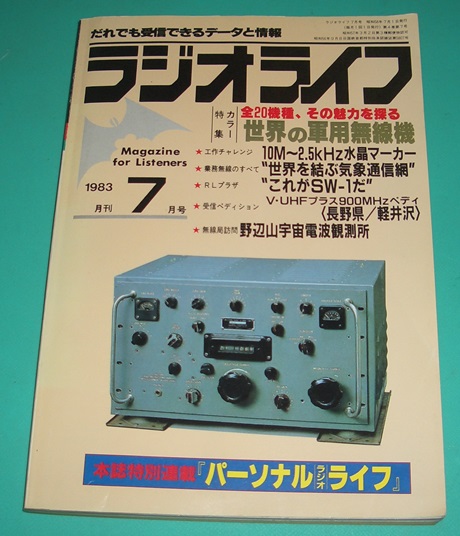 だれでも受信できるデータと情報
ラジオライフ
カラー特集
全20機種、その魅力を探る
世界の軍用無線機
Magazine
for Listeners
1983
月刊 7 月号
★工作チャレンジ 10M〜2.5kHz水晶マーカー
★業務無線のすべて “世界を結ぶ気象通信網”
★RLプラザ “これがSW-1だ”
★受信ペディション V・UHFプラス900MHzペディ
〈長野県／軽井沢〉
★無線局訪問 野辺山宇宙電波観測所
本誌特別連載『パーソナルラジオライフ』